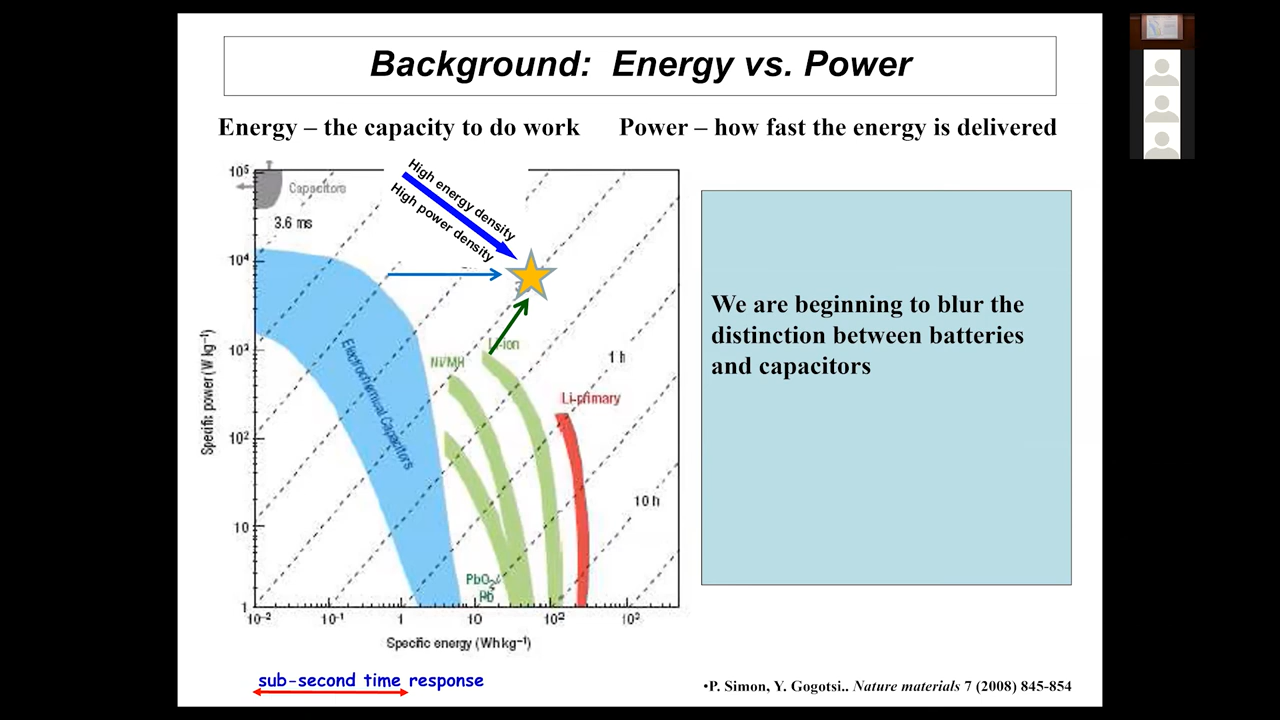 Background: Energy vs. Power
Energy – the capacity to do work
Power – how fast the energy is delivered
10⁵
Capacitors
3.6 ms
High energy density
High power density
10⁴
10³
Li-ion
Ni/MH
1 h
Li-primary
Electrochemical Capacitors
10²
10 h
10
PbO₂/
Pb
1
10⁻²
10⁻¹
1
10
10²
10³
Specific power (W kg⁻¹)
Specific energy (Wh kg⁻¹)
sub-second time response
We are beginning to blur the
distinction between batteries
and capacitors
•P. Simon, Y. Gogotsi.. Nature materials 7 (2008) 845-854